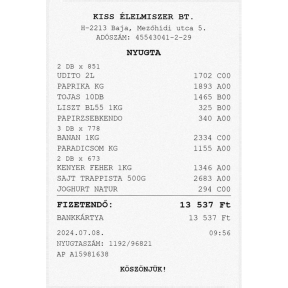 KISS ÉLELMISZER BT.
H-2213 Baja, Mezőhidi utca 5.
ADÓSZÁM: 45543041-2-29
NYUGTA
2 DB x 851
UDITO 2L 1702 C00
PAPRIKA KG 1893 A00
TOJAS 10DB 1465 B00
LISZT BL55 1KG 325 B00
PAPIRZSEBKENDO 340 A00
3 DB x 778
BANAN 1KG 2334 C00
PARADICSOM KG 1155 A00
2 DB x 673
KENYER FEHER 1KG 1346 A00
SAJT TRAPPISTA 500G 2683 A00
JOGHURT NATUR 294 C00
FIZETENDŐ: 13 537 Ft
BANKKÁRTYA 13 537 Ft
2024.07.08. 09:56
NYUGTASZÁM: 1192/96821
AP A15981638
KÖSZÖNJÜK!